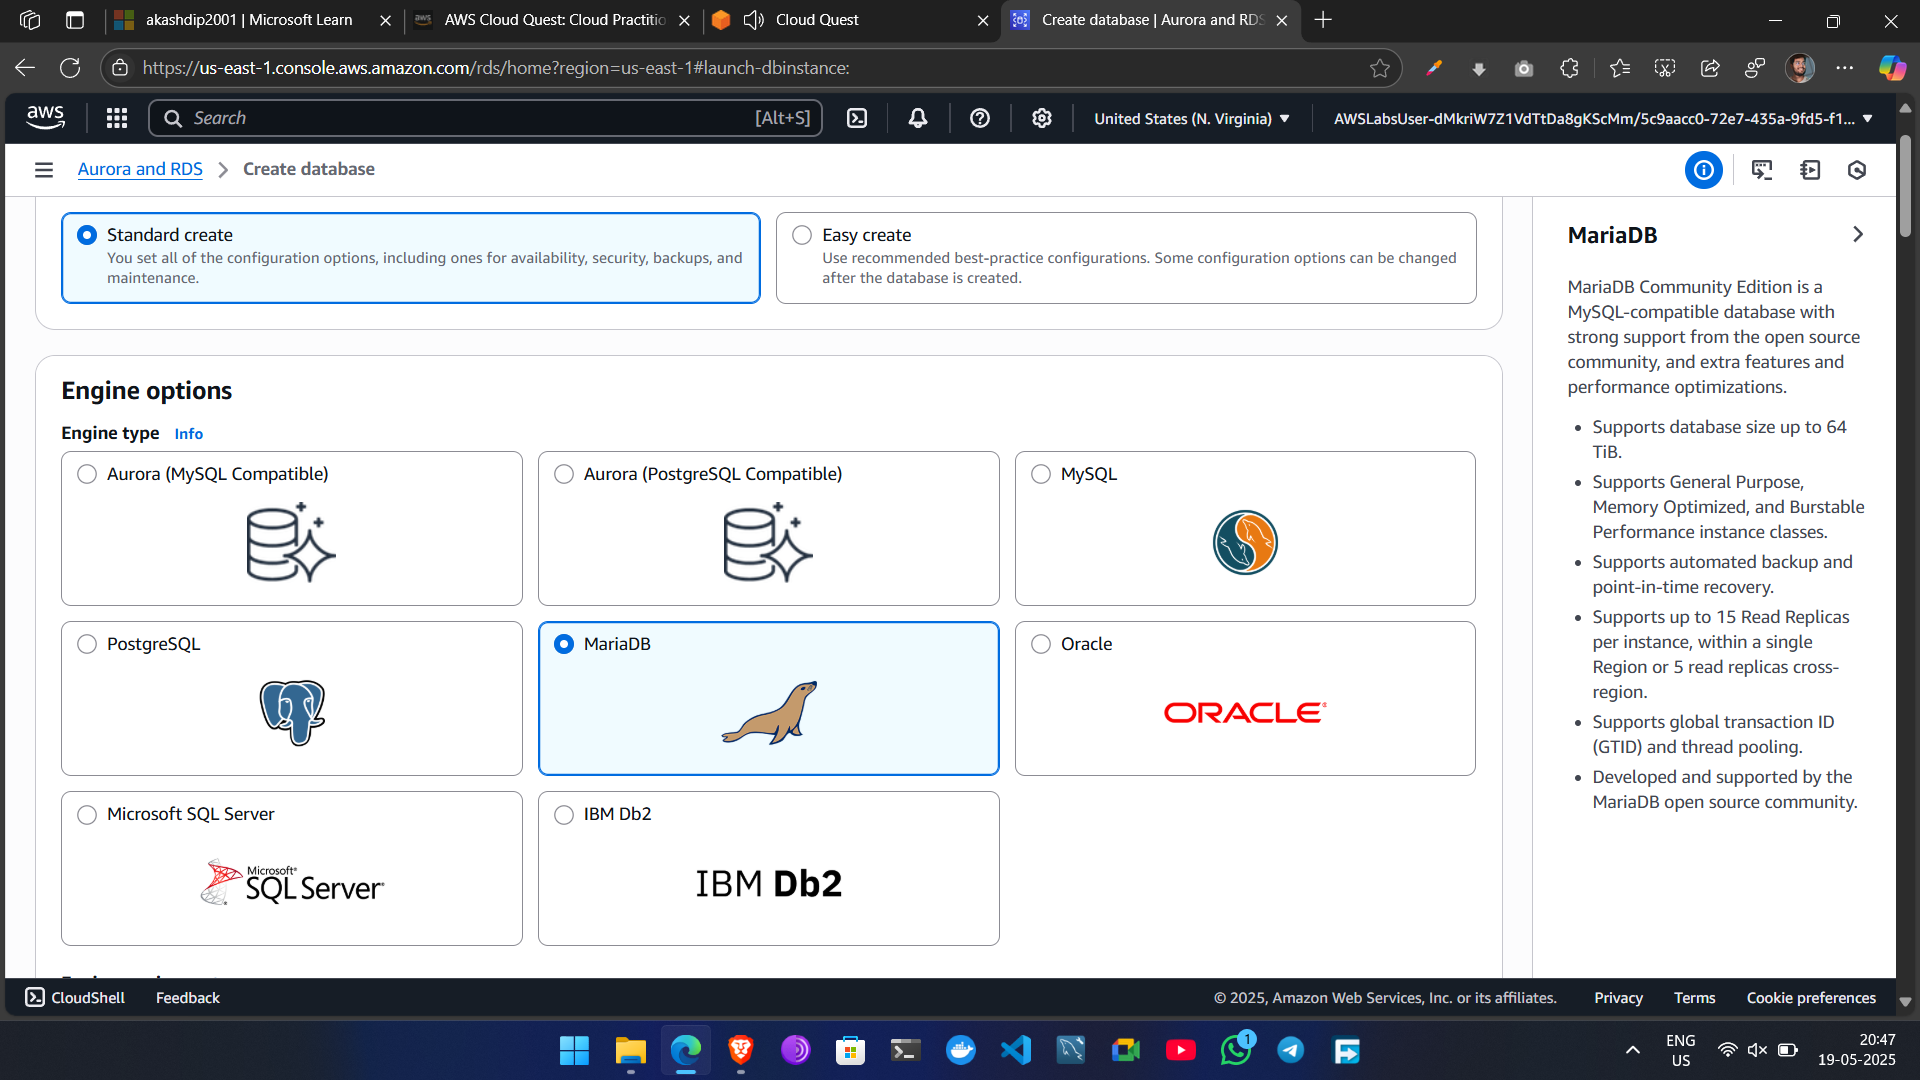 akashdip2001 | Microsoft Learn
AWS Cloud Quest: Cloud Practitio
Cloud Quest
Create database | Aurora and RDS
https://us-east-1.console.aws.amazon.com/rds/home?region=us-east-1#launch-dbinstance:
aws
Search
[Alt+S]
United States (N. Virginia)
AWSLabsUser-dMkriW7Z1VdTtDa8gKScMm/5c9aacc0-72e7-435a-9fd5-f1...
Aurora and RDS
Create database
Standard create
You set all of the configuration options, including ones for availability, security, backups, and
maintenance.
Easy create
Use recommended best-practice configurations. Some configuration options can be changed
after the database is created.
Engine options
Engine type Info
Aurora (MySQL Compatible)
Aurora (PostgreSQL Compatible)
MySQL
PostgreSQL
MariaDB
Oracle
ORACLE
Microsoft SQL Server
Microsoft
SQL Server
IBM Db2
IBM Db2
MariaDB
MariaDB Community Edition is a
MySQL-compatible database with
strong support from the open source
community, and extra features and
performance optimizations.
• Supports database size up to 64
TiB.
• Supports General Purpose,
Memory Optimized, and Burstable
Performance instance classes.
• Supports automated backup and
point-in-time recovery.
• Supports up to 15 Read Replicas
per instance, within a single
Region or 5 read replicas cross-
region.
• Supports global transaction ID
(GTID) and thread pooling.
• Developed and supported by the
MariaDB open source community.
CloudShell
Feedback
© 2025, Amazon Web Services, Inc. or its affiliates.
Privacy
Terms
Cookie preferences
1
ENG
US
20:47
19-05-2025